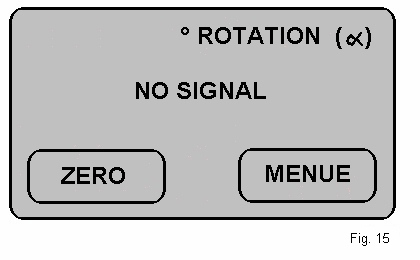 ° ROTATION (∝)
NO SIGNAL
ZERO MENUE
Fig. 15